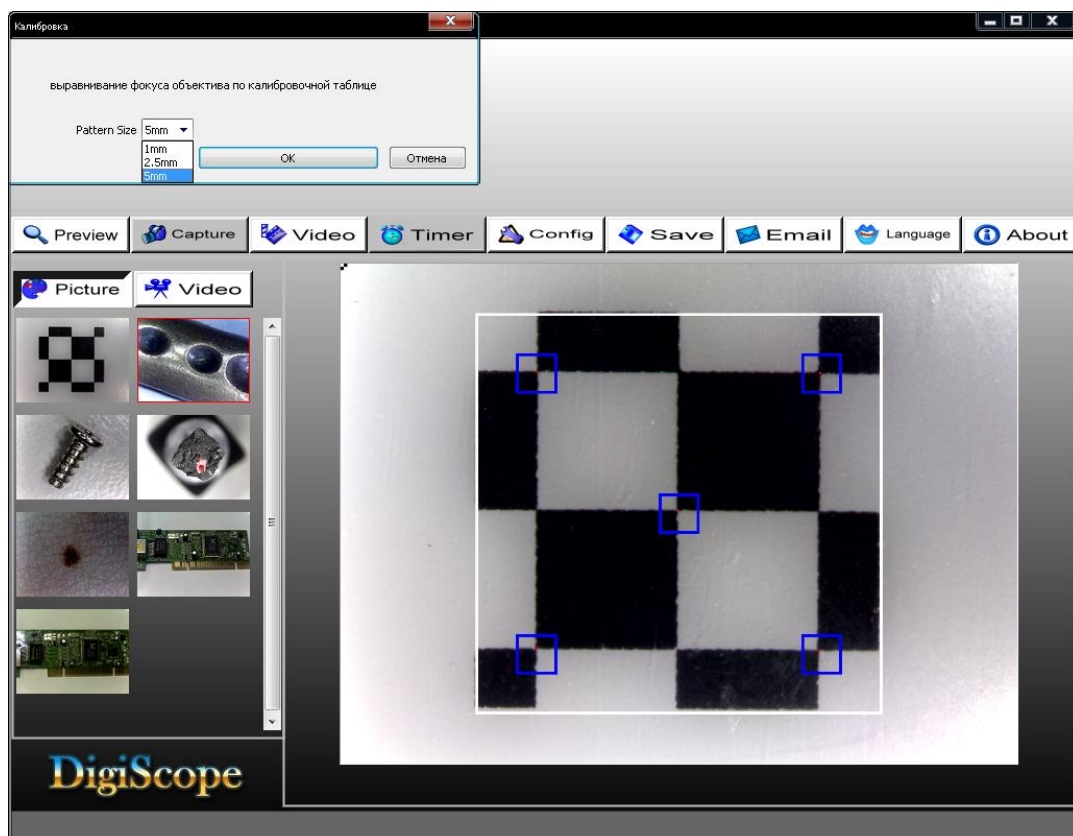 Калибровка
выравнивание фокуса объектива по калибровочной таблице
Pattern Size 5mm
1mm
2.5mm
5mm
OK Отмена
Preview Capture Video Timer Config Save Email Language About
Picture Video
DigiScope